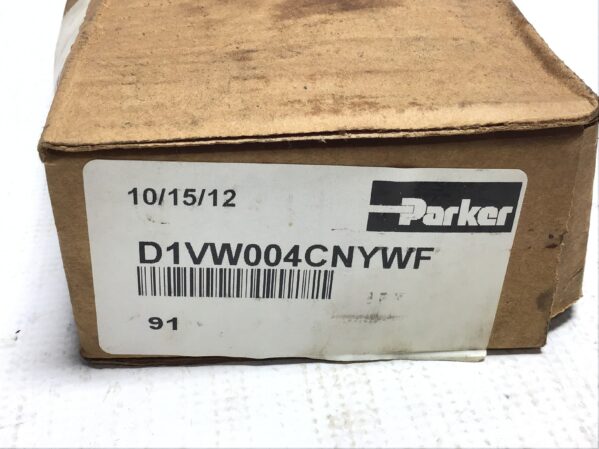 10/15/12
Parker
D1VW004CNYWF
91